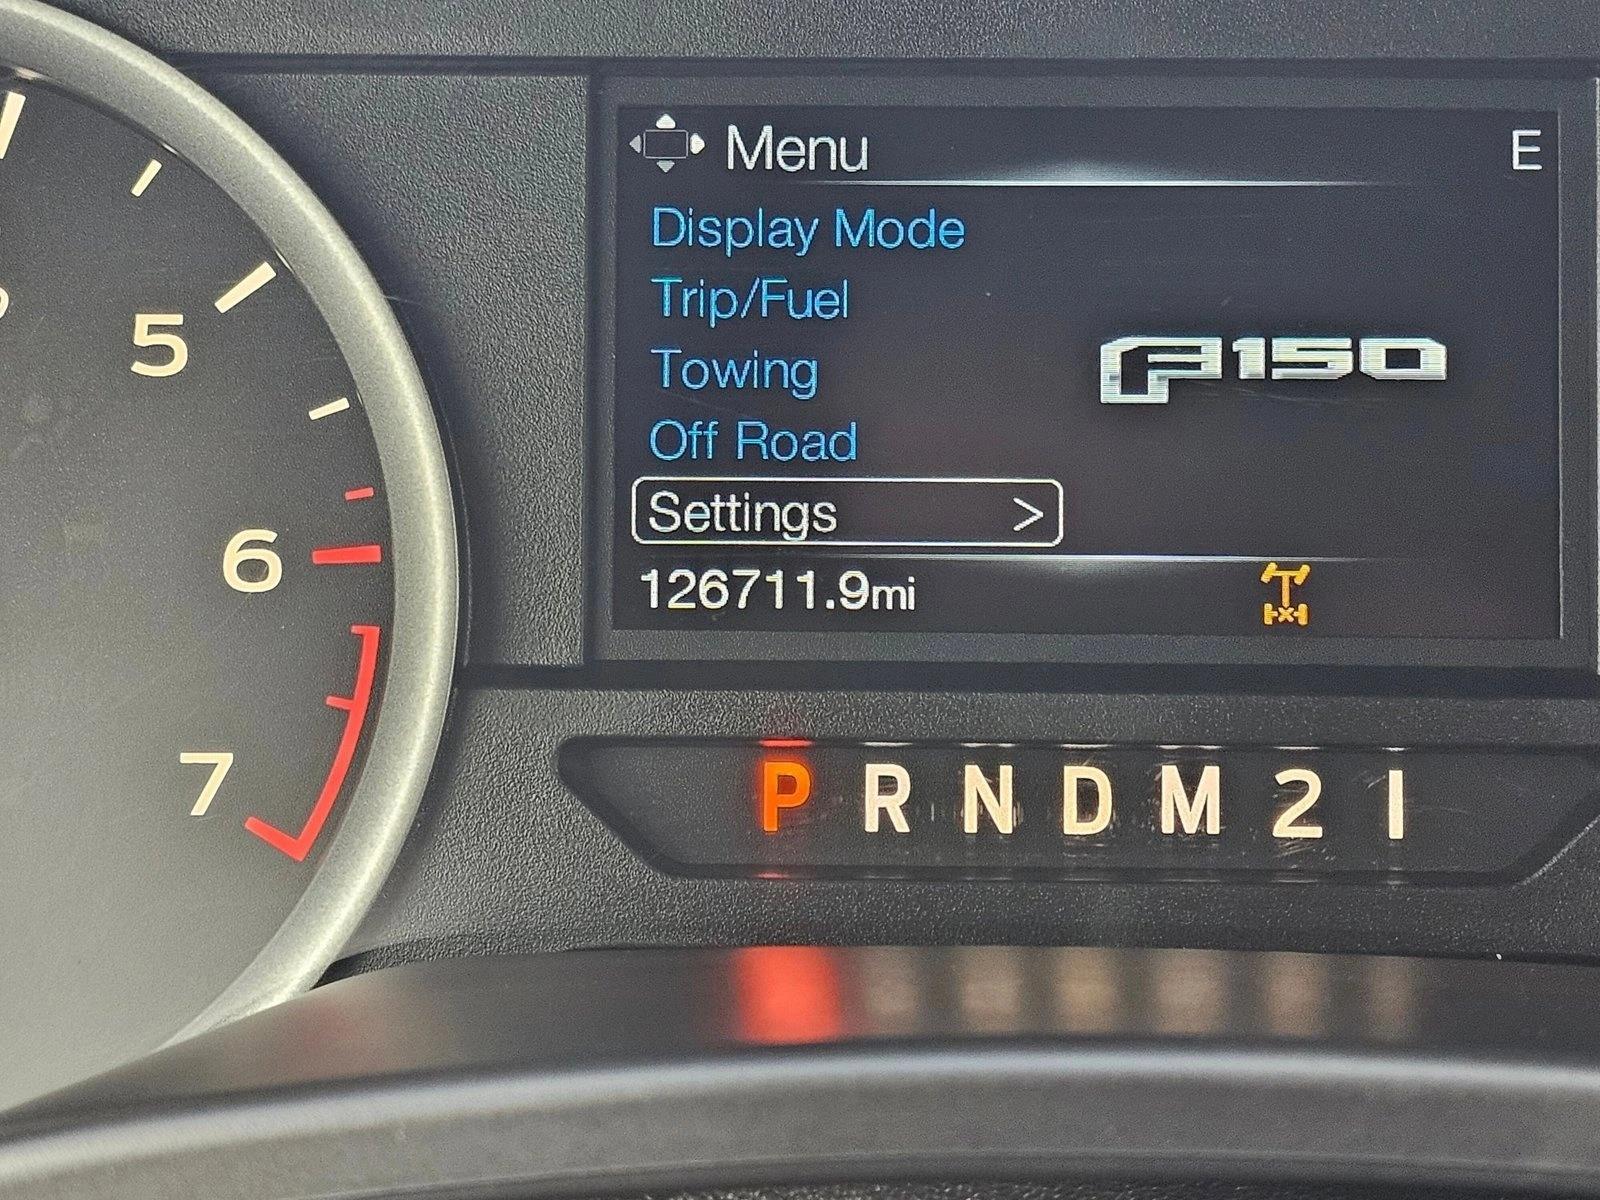 Menu
E
Display Mode
Trip/Fuel
Towing
Off Road
F150
Settings >
126711.9mi
5
6
7
P R N D M 2 1